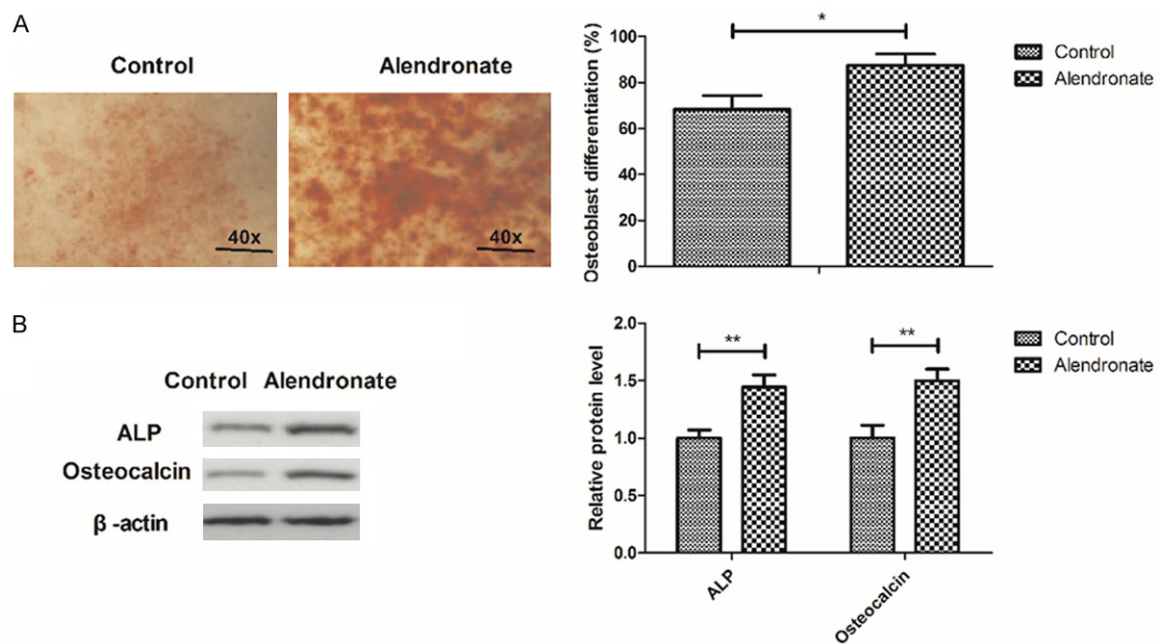 A
Control
Alendronate
40x
40x
Osteoblast differentiation (%)
100
80
60
40
20
0
*
Control
Alendronate
B
Control Alendronate
ALP
Osteocalcin
β -actin
Relative protein level
2.0
1.5
1.0
0.5
0.0
**
**
ALP
Osteocalcin
Control
Alendronate